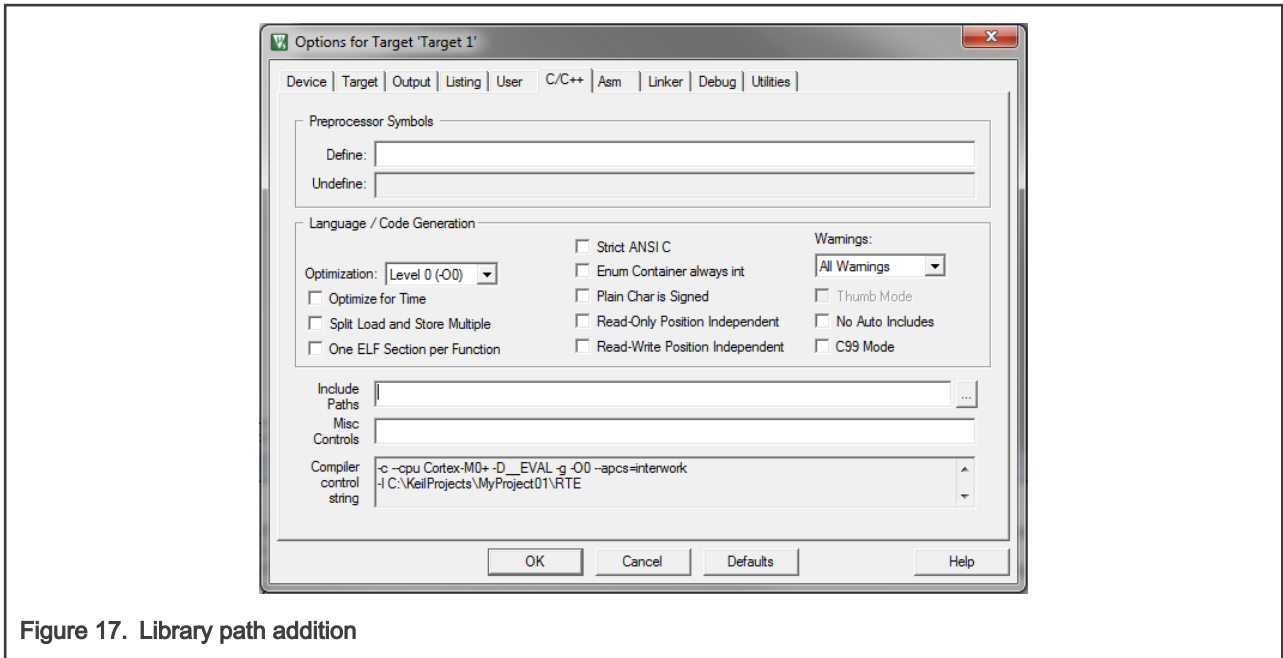 Options for Target 'Target 1'
Device Target Output Listing User C/C++ Asm Linker Debug Utilities
Preprocessor Symbols
Define:
Undefine:
Language / Code Generation
Optimization: Level 0 (-O0)
Optimize for Time
Split Load and Store Multiple
One ELF Section per Function
Strict ANSI C
Enum Container always int
Plain Char is Signed
Read-Only Position Independent
Read-Write Position Independent
Warnings:
All Warnings
Thumb Mode
No Auto Includes
C99 Mode
Include
Paths
...
Misc
Controls
Compiler
control
string
-c --cpu Cortex-M0+ -D__EVAL -g -O0 --apcs=interwork
-I C:\KeilProjects\MyProject01\RTE
OK Cancel Defaults Help
Figure 17. Library path addition